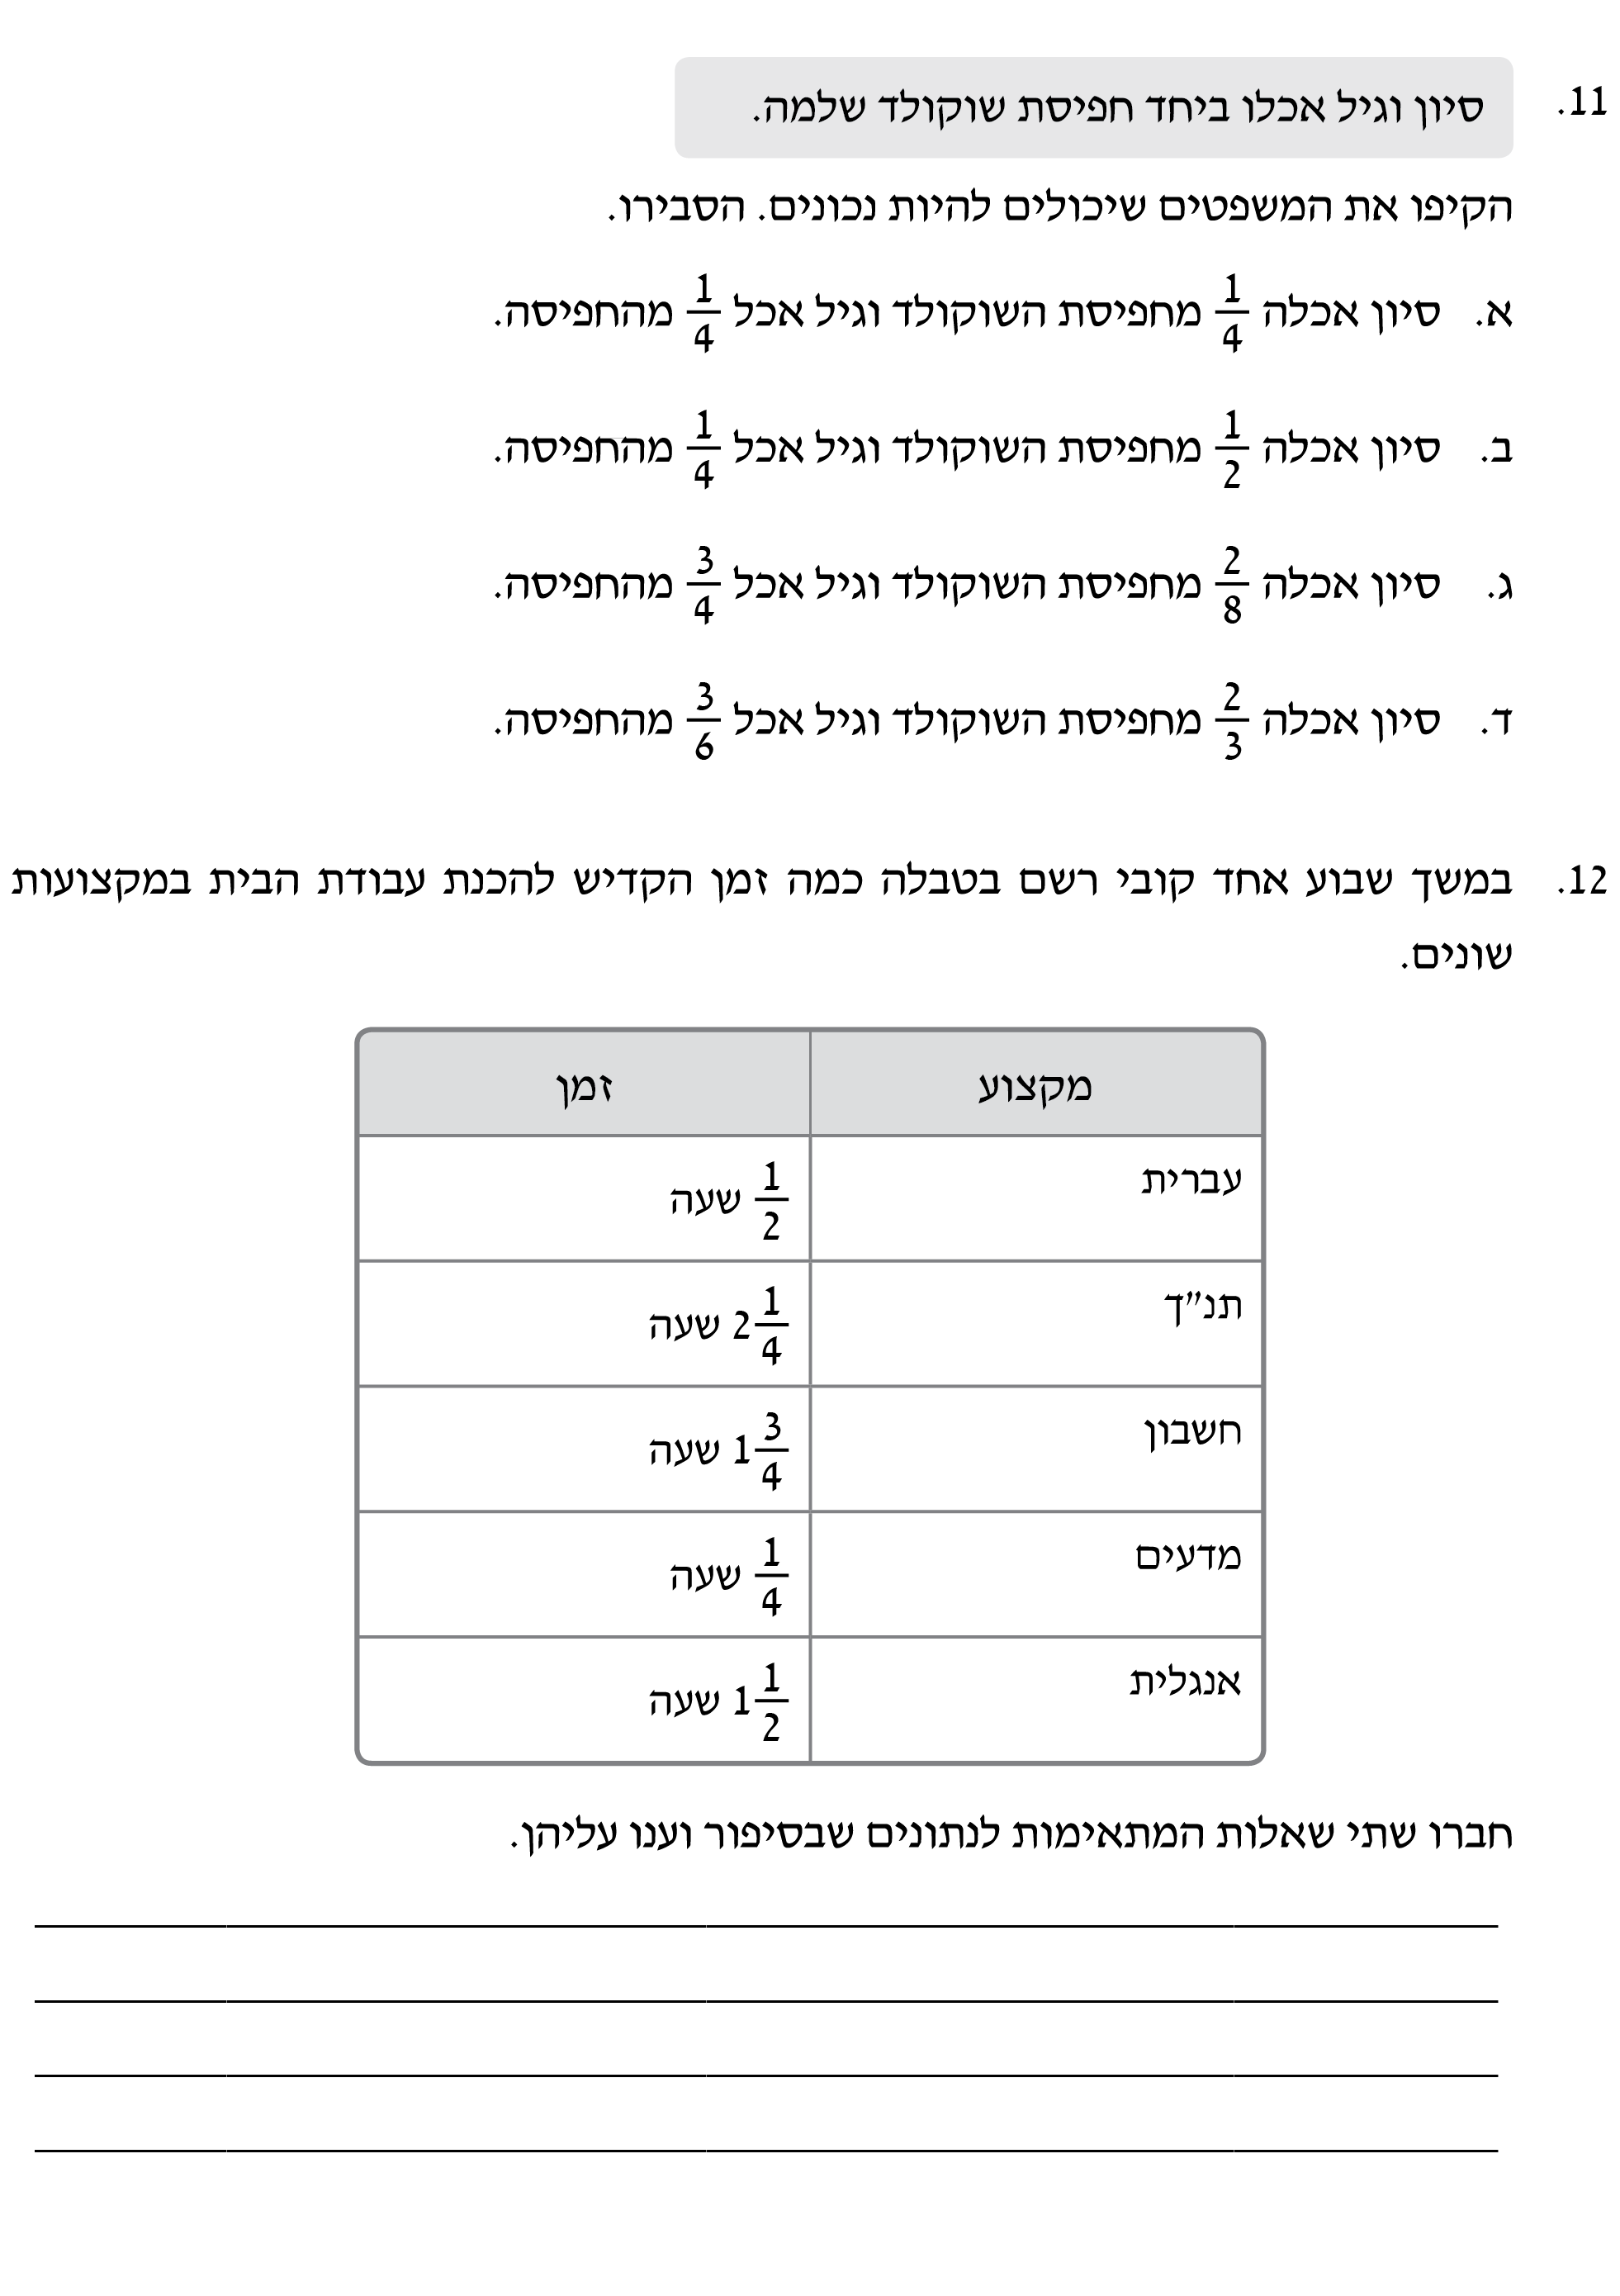 11. סיון וגיל אכלו ביחד חפיסת שוקולד שלמה.
הקיפו את המשפטים שיכולים להיות נכונים. הסבירו.
א. סיון אכלה 1/4 מחפיסת השוקולד וגיל אכל 1/4 מהחפיסה.
ב. סיון אכלה 1/2 מחפיסת השוקולד וגיל אכל 1/4 מהחפיסה.
ג. סיון אכלה 2/8 מחפיסת השוקולד וגיל אכל 3/4 מהחפיסה.
ד. סיון אכלה 2/3 מחפיסת השוקולד וגיל אכל 3/6 מהחפיסה.
12. במשך שבוע אחד קובי רשם בטבלה כמה זמן הקדיש להכנת עבודת הבית במקצועות
שונים.
מקצוע זמן
עברית 1/2 שעה
תנ"ך 2 1/4 שעה
חשבון 1 3/4 שעה
מדעים 1/4 שעה
אנגלית 1 1/2 שעה
חברו שתי שאלות המתאימות לנתונים שבסיפור וענו עליהן.